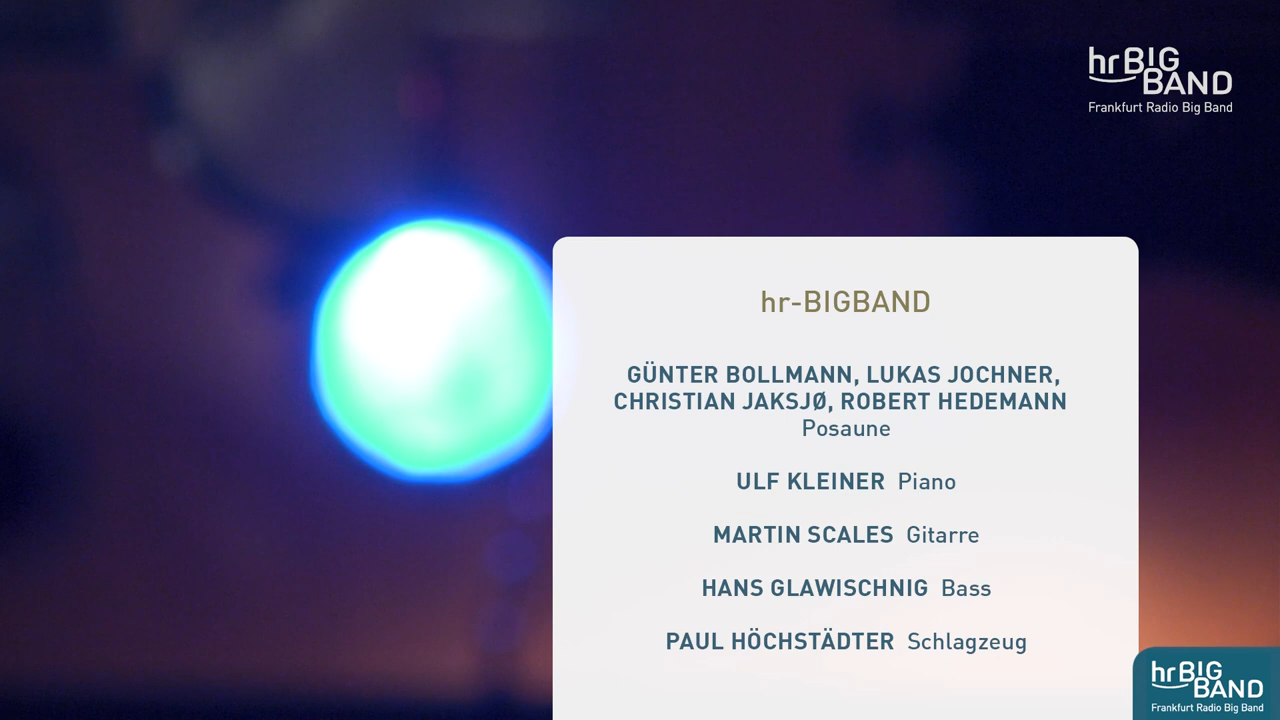 hr BIG
BAND
Frankfurt Radio Big Band
hr-BIGBAND
GÜNTER BOLLMANN, LUKAS JOCHNER,
CHRISTIAN JAKSJØ, ROBERT HEDEMANN
Posaune
ULF KLEINER Piano
MARTIN SCALES Gitarre
HANS GLAWISCHNIG Bass
PAUL HÖCHSTÄDTER Schlagzeug
hr BIG
BAND
Frankfurt Radio Big Band